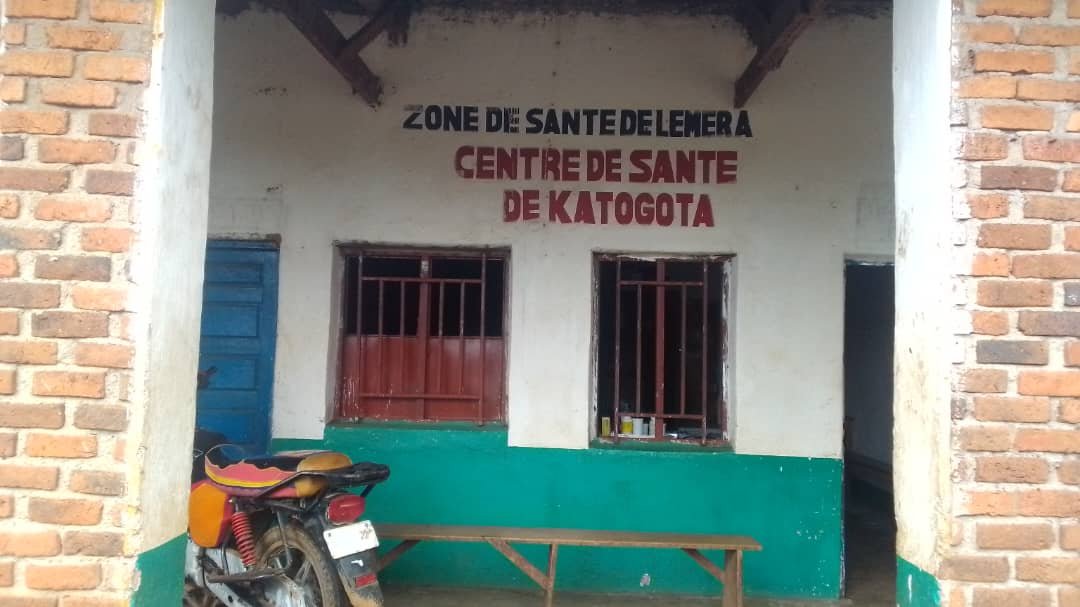 ZONE DE SANTE DE LEMERA
CENTRE DE SANTE
DE KATOGOTA